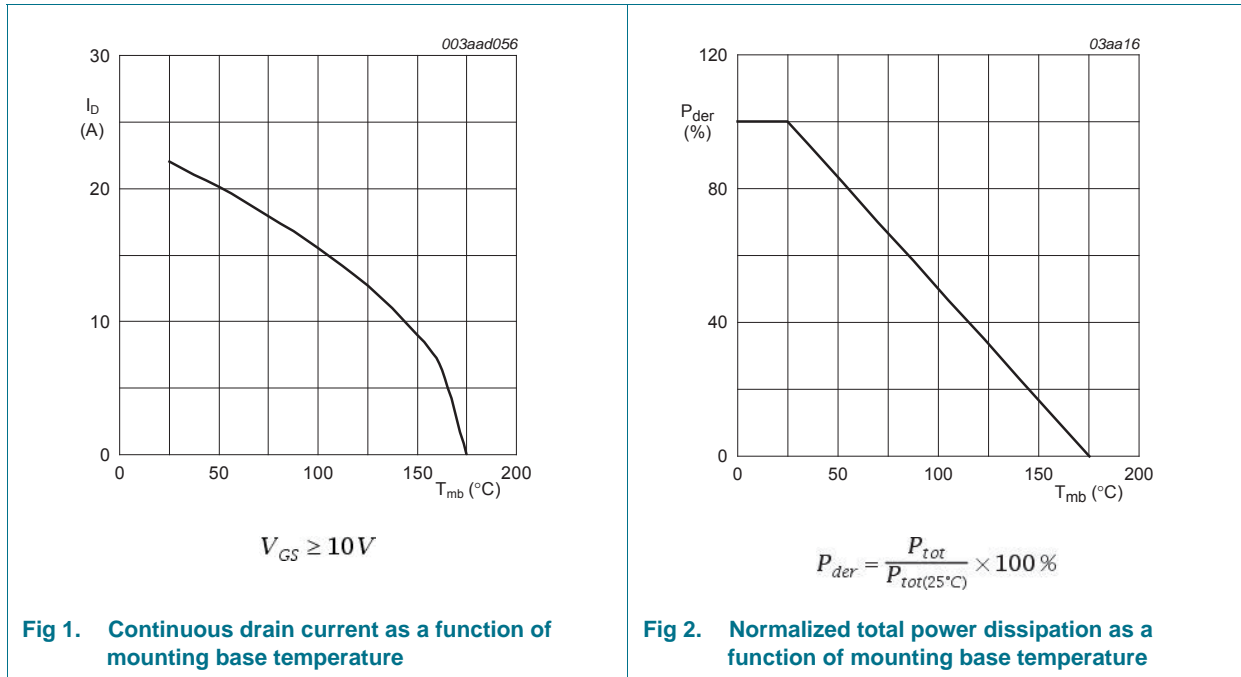 003aad056
30
I_D
(A)
20
10
0
0 50 100 150 200
T_mb (°C)
V_GS ≥ 10 V
Fig 1. Continuous drain current as a function of
mounting base temperature
03aa16
120
P_der
(%)
80
40
0
0 50 100 150 200
T_mb (°C)
P_der = P_tot / P_tot(25°C) × 100 %
Fig 2. Normalized total power dissipation as a
function of mounting base temperature